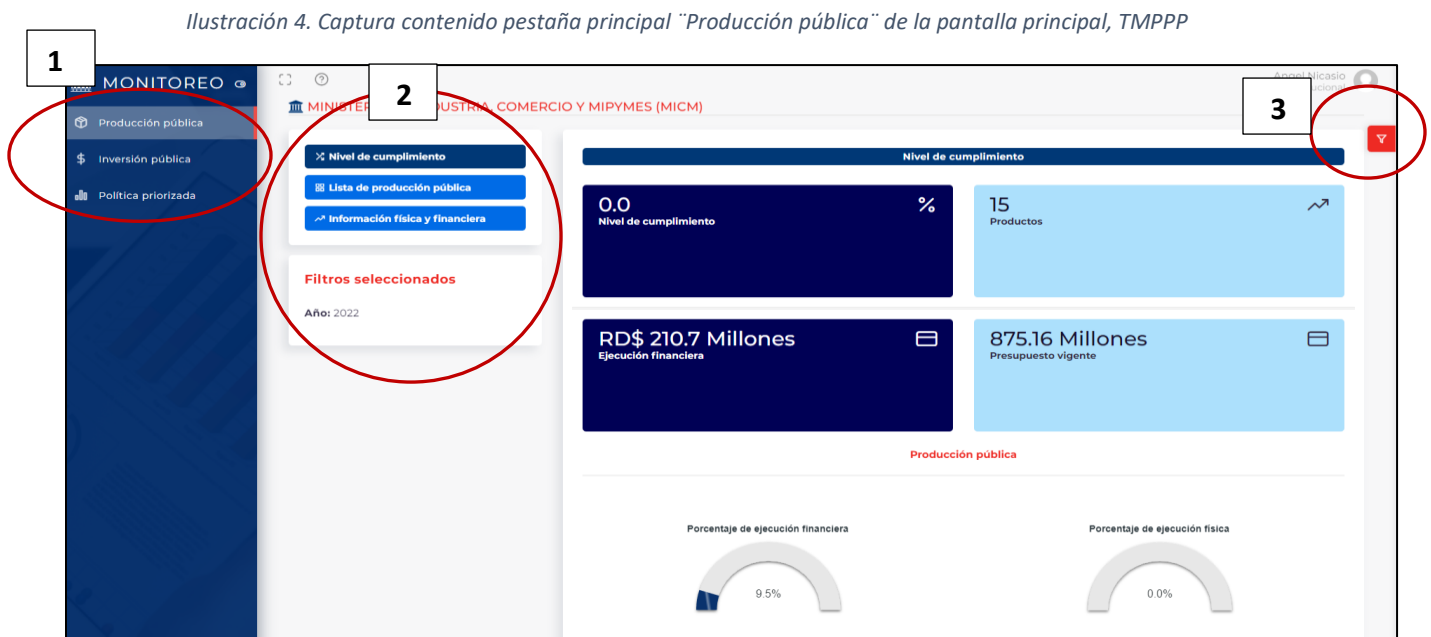 Ilustración 4. Captura contenido pestaña principal ¨Producción pública¨ de la pantalla principal, TMPPP
1
MONITOREO
Producción pública
Inversión pública
Política priorizada
2
MINISTER USTRIA, COMERCIO Y MIPYMES (MICM)
Angel Nicasio
ucional
3
Nivel de cumplimiento
Lista de producción pública
Información física y financiera
Filtros seleccionados
Año: 2022
Nivel de cumplimiento
0.0
%
Nivel de cumplimiento
15
Productos
RD$ 210.7 Millones
Ejecución financiera
875.16 Millones
Presupuesto vigente
Producción pública
Porcentaje de ejecución financiera
9.5%
Porcentaje de ejecución física
0.0%